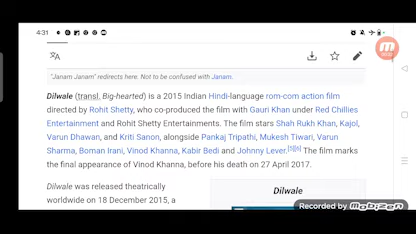 4:31
"Janam Janam" redirects here. Not to be confused with Janam.
Dilwale (transl. Big-hearted) is a 2015 Indian Hindi-language rom-com action film
directed by Rohit Shetty, who co-produced the film with Gauri Khan under Red Chillies
Entertainment and Rohit Shetty Entertainments. The film stars Shah Rukh Khan, Kajol,
Varun Dhawan, and Kriti Sanon, alongside Pankaj Tripathi, Mukesh Tiwari, Varun
Sharma, Boman Irani, Vinod Khanna, Kabir Bedi and Johnny Lever.[5][6] The film marks
the final appearance of Vinod Khanna, before his death on 27 April 2017.
Dilwale was released theatrically
worldwide on 18 December 2015, a
Dilwale
Recorded by mobizen